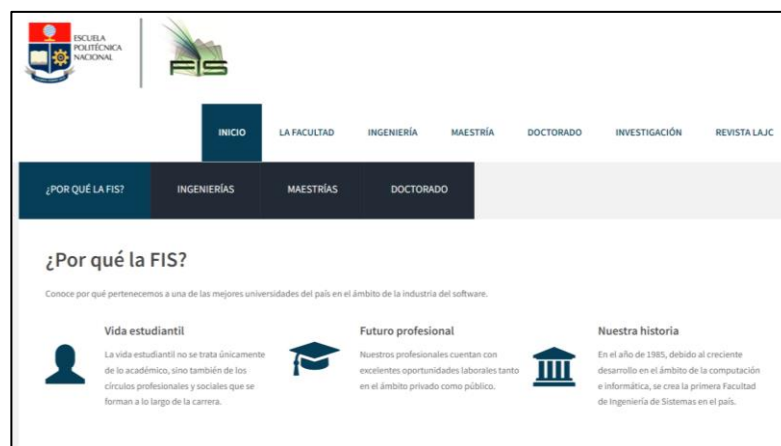 ESCUELA
POLITÉCNICA
NACIONAL
FIS
INICIO LA FACULTAD INGENIERÍA MAESTRÍA DOCTORADO INVESTIGACIÓN REVISTA LAJC
¿POR QUÉ LA FIS? INGENIERÍAS MAESTRÍAS DOCTORADO
¿Por qué la FIS?
Conoce por qué pertenecemos a una de las mejores universidades del país en el ámbito de la industria del software.
Vida estudiantil
La vida estudiantil no se trata únicamente
de lo académico, sino también de los
círculos profesionales y sociales que se
forman a lo largo de la carrera.
Futuro profesional
Nuestros profesionales cuentan con
excelentes oportunidades laborales tanto
en el ámbito privado como público.
Nuestra historia
En el año de 1985, debido al creciente
desarrollo en el ámbito de la computación
e informática, se crea la primera Facultad
de Ingeniería de Sistemas en el país.